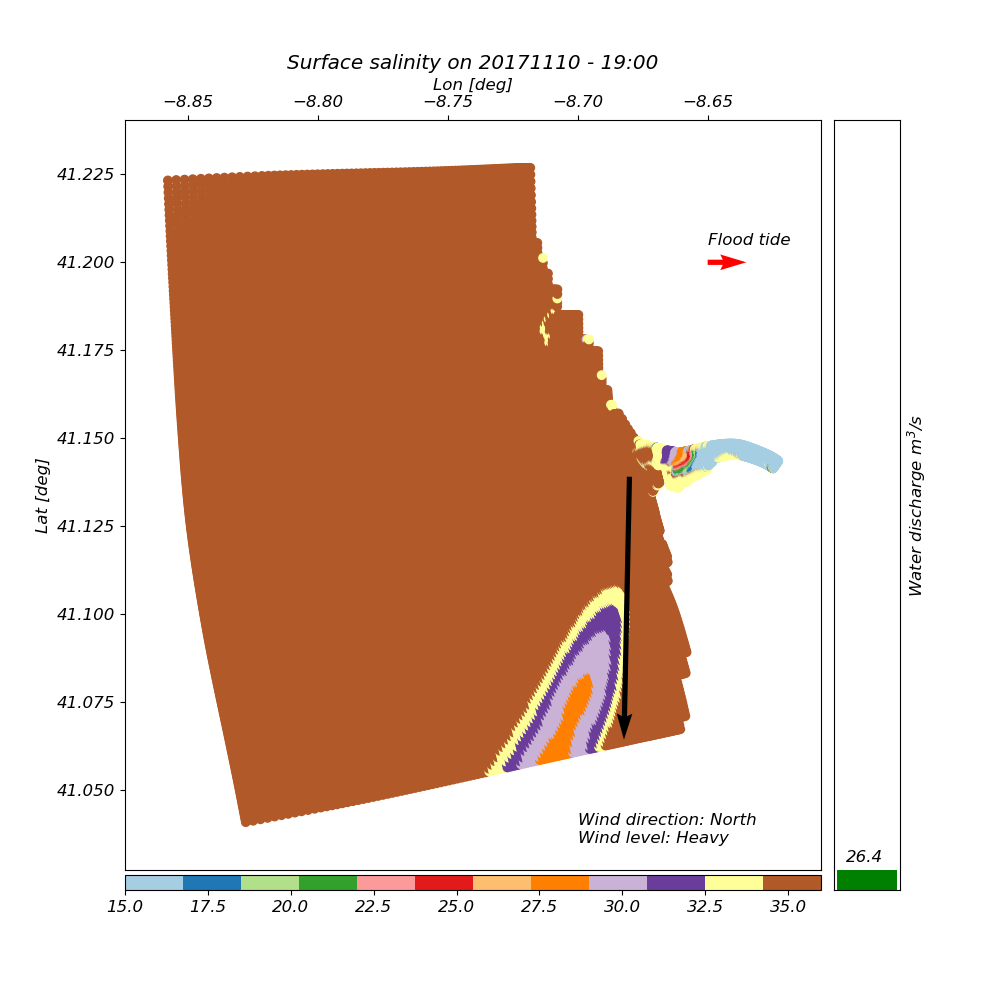 Surface salinity on 20171110 - 19:00
Lon [deg]
−8.85 −8.80 −8.75 −8.70 −8.65
41.225
41.200
41.175
41.150
41.125
41.100
41.075
41.050
Lat [deg]
Flood tide
Wind direction: North
Wind level: Heavy
26.4
Water discharge m³/s
15.0 17.5 20.0 22.5 25.0 27.5 30.0 32.5 35.0